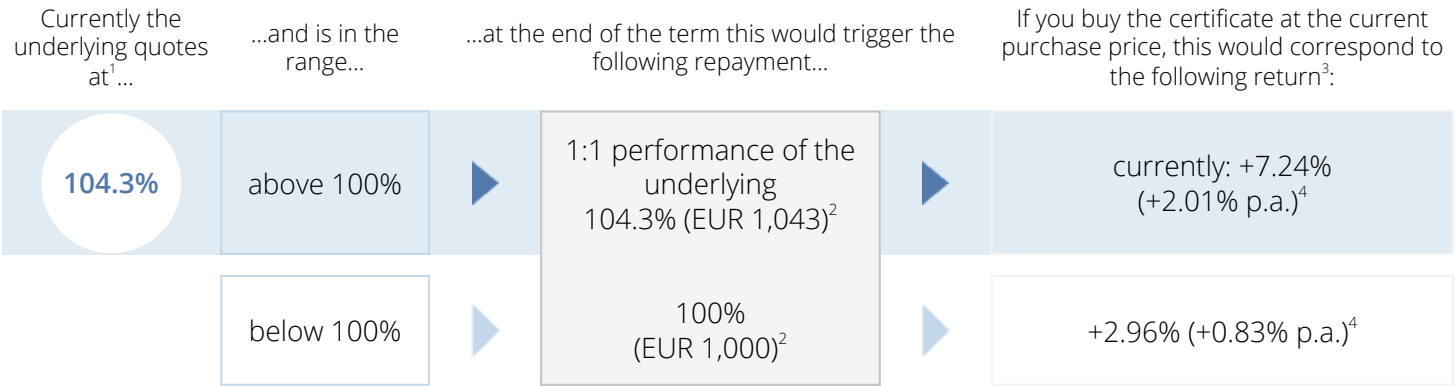 Currently the
underlying quotes
at¹...
...and is in the
range...
...at the end of the term this would trigger the
following repayment...
If you buy the certificate at the current
purchase price, this would correspond to
the following return³:
104.3%
above 100%
1:1 performance of the
underlying
104.3% (EUR 1,043)²
currently: +7.24%
(+2.01% p.a.)⁴
below 100%
100%
(EUR 1,000)²
+2.96% (+0.83% p.a.)⁴